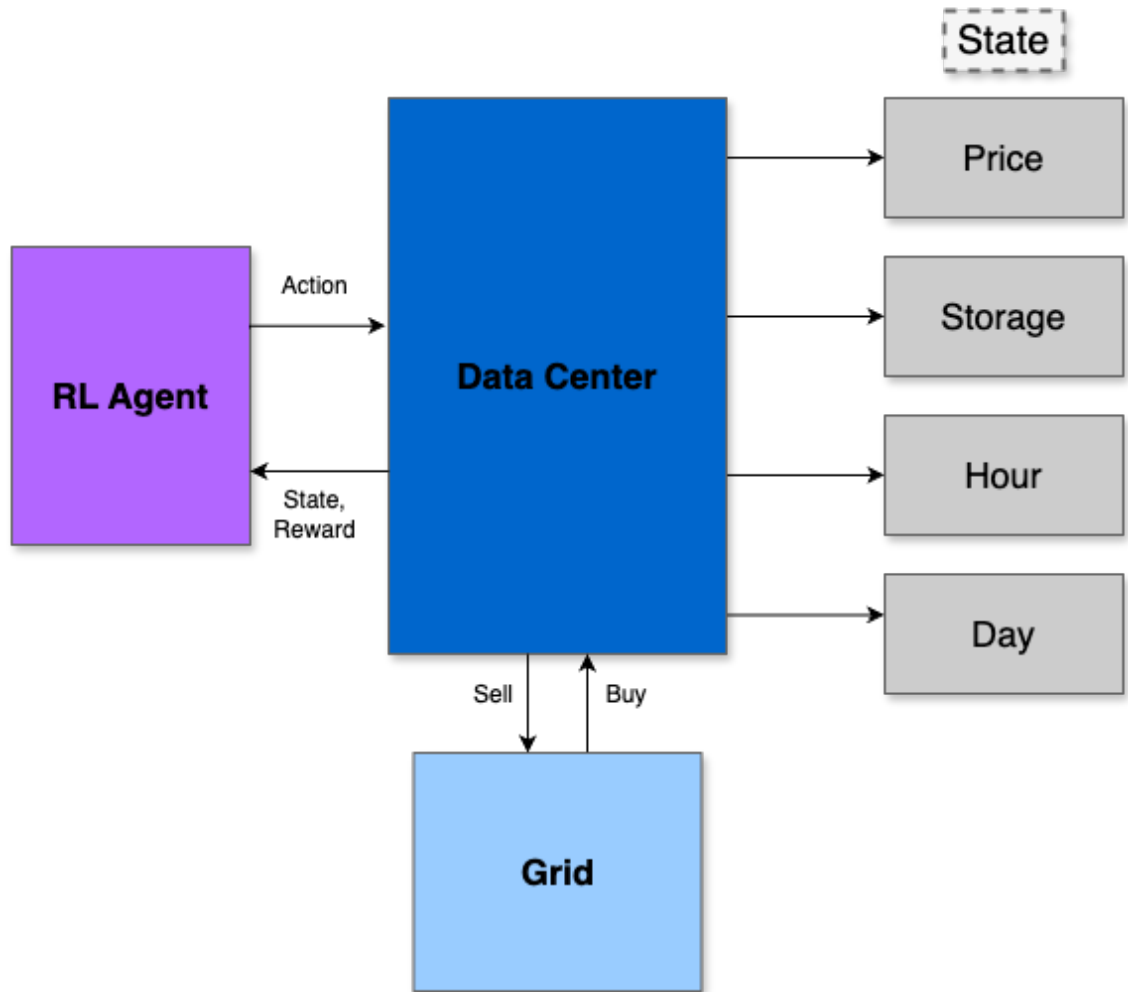 State
Price
Action
Storage
Data Center
RL Agent
Hour
State,
Reward
Day
Sell
Buy
Grid